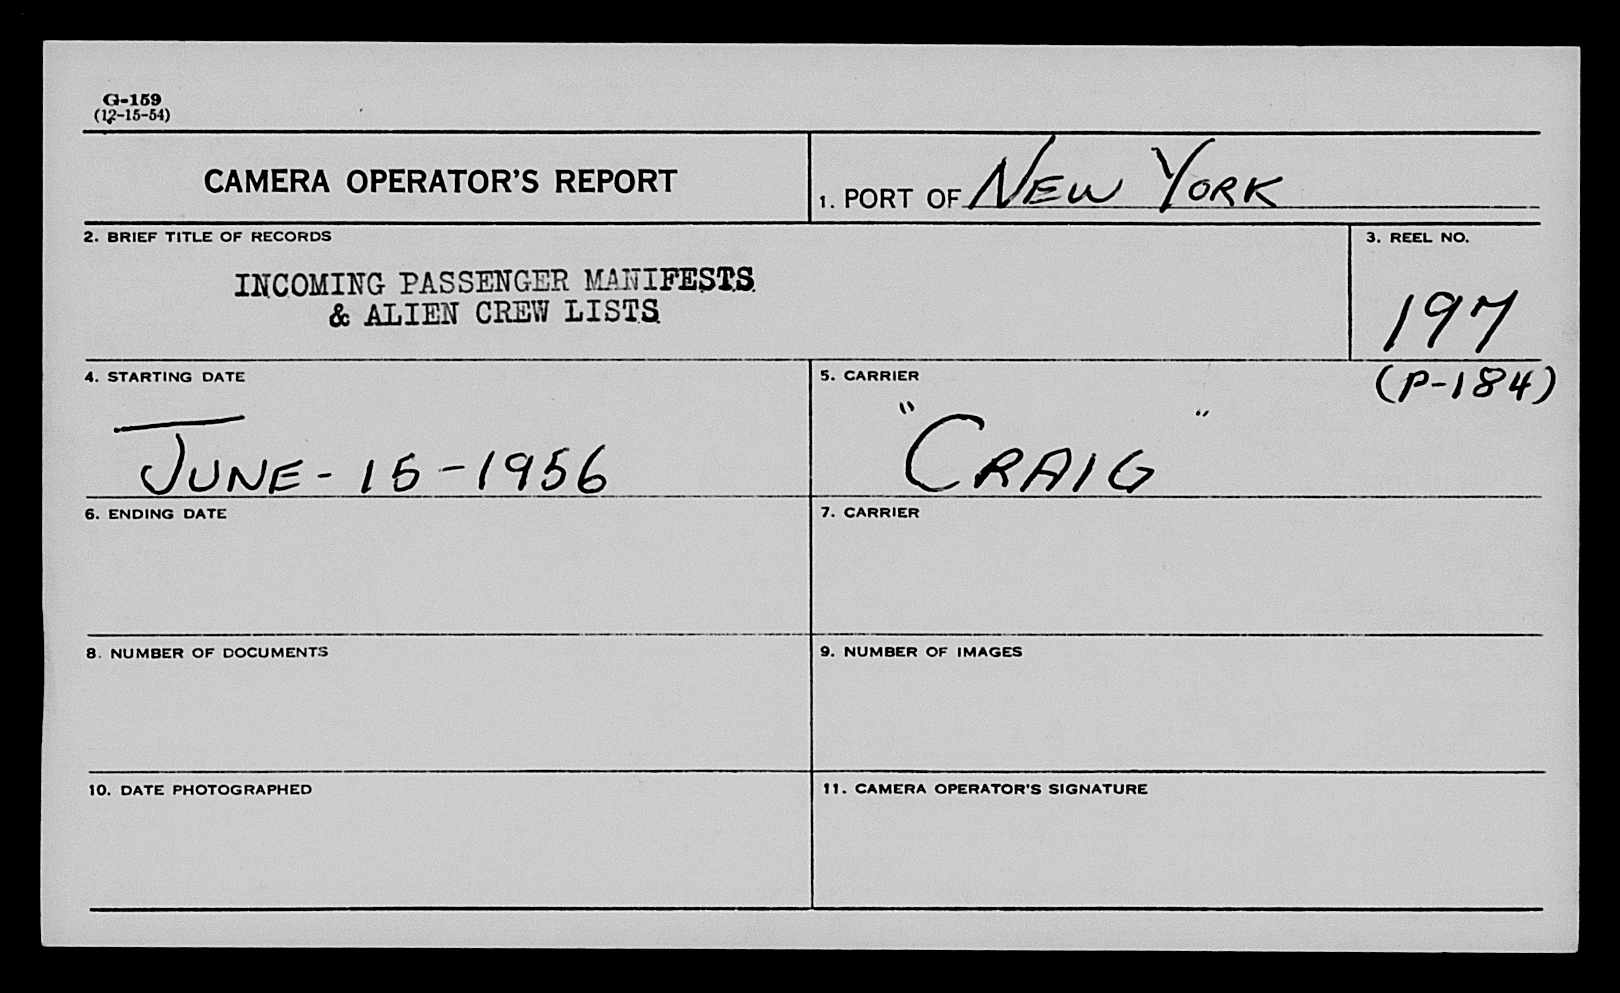 G-159
(12-15-54)
CAMERA OPERATOR'S REPORT
1. PORT OF NEW YORK
2. BRIEF TITLE OF RECORDS
INCOMING PASSENGER MANIFESTS
& ALIEN CREW LISTS
3. REEL NO.
197
(P-184)
4. STARTING DATE
JUNE-15-1956
5. CARRIER
"CRAIG"
6. ENDING DATE
7. CARRIER
8. NUMBER OF DOCUMENTS
9. NUMBER OF IMAGES
10. DATE PHOTOGRAPHED
11. CAMERA OPERATOR'S SIGNATURE